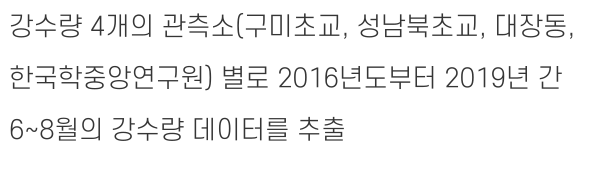 강수량 4개의 관측소(구미초교, 성남북초교, 대장동,
한국학중앙연구원) 별로 2016년도부터 2019년 간
6~8월의 강수량 데이터를 추출